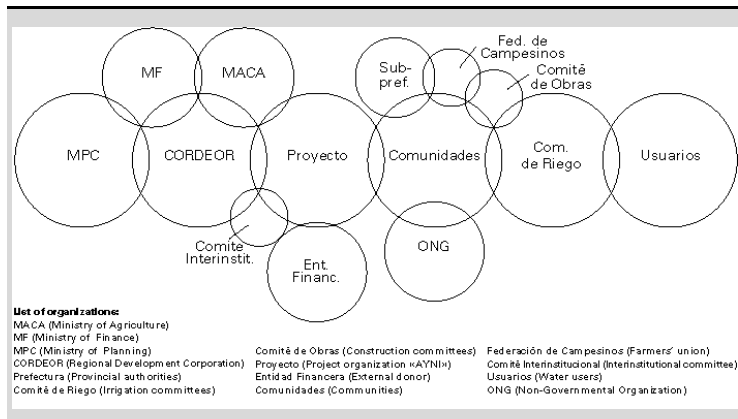 Fed. de
Campesinos
MF
MACA
Sub-
pref.
Comité
de Obras
MPC
CORDEOR
Proyecto
Comunidades
Com.
de Riego
Usuarios
Comite
Interinstit.
Ent.
Financ.
ONG
List of organizations:
MACA (Ministry of Agriculture)
MF (Ministry of Finance)
MPC (Ministry of Planning)
CORDEOR (Regional Development Corporation)
Prefectura (Provincial authorities)
Comité de Riego (Irrigation committees)
Comité de Obras (Construction committees)
Proyecto (Project organization «AYNI»)
Entidad Financera (External donor)
Comunidades (Communities)
Federación de Campesinos (Farmers' union)
Comité Interinstitucional (Interinstitutional committee)
Usuarios (Water users)
ONG (Non-Governmental Organization)